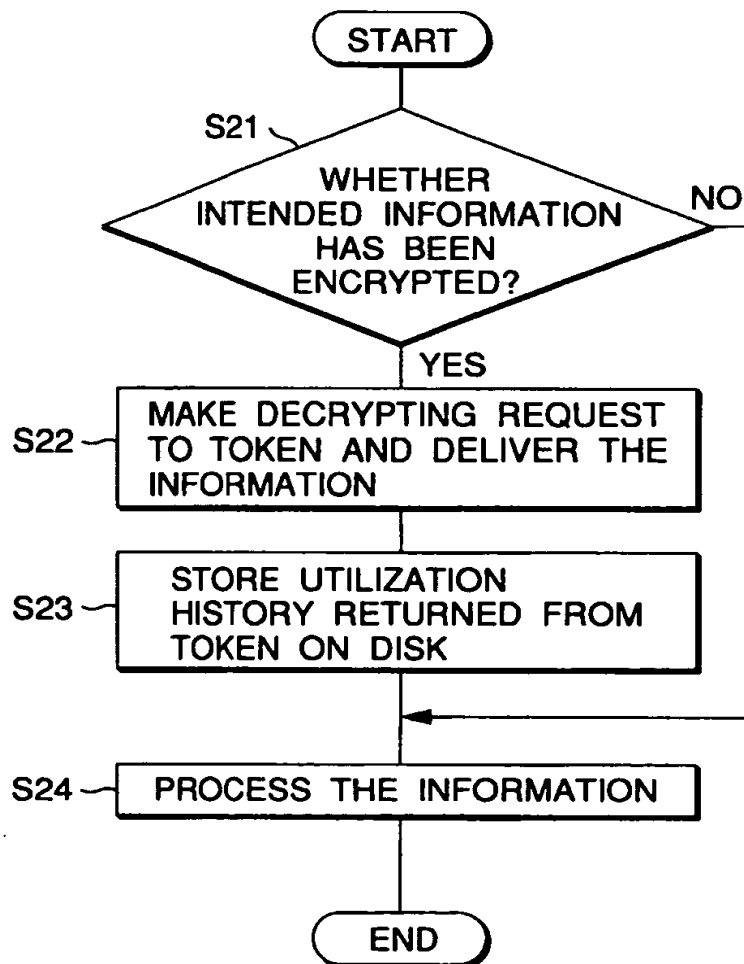 START
S21
WHETHER
INTENDED INFORMATION
HAS BEEN
ENCRYPTED?
NO
YES
S22
MAKE DECRYPTING REQUEST
TO TOKEN AND DELIVER THE
INFORMATION
S23
STORE UTILIZATION
HISTORY RETURNED FROM
TOKEN ON DISK
S24
PROCESS THE INFORMATION
END